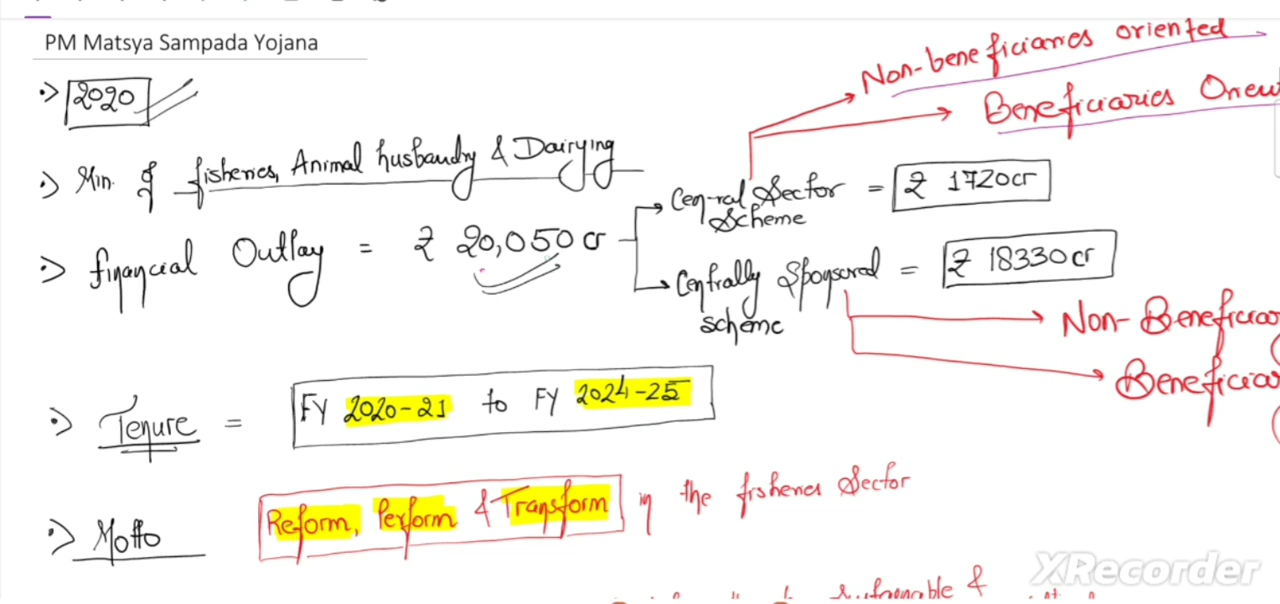 PM Matsya Sampada Yojana
Non-beneficiaries oriented
•> 2020
Beneficiaries
•> Min. of fisheries, Animal husbandry & Dairying
Central Sector Scheme = ₹ 1720cr
•> financial Outlay = ₹ 20,050 cr
Centrally Sponsored scheme = ₹ 18330cr
Non-
•> Tenure = FY 2020-21 to FY 2024-25
•> Motto Reform, Perform & Transform in the fisheries Sector
XRecorder
&